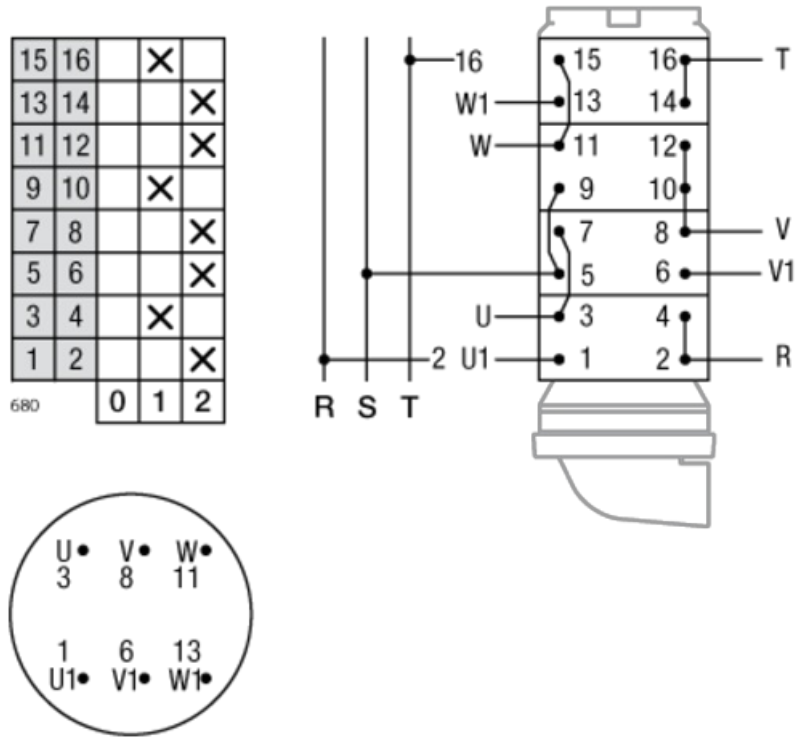 15 16
13 14
11 12
9 10
7 8
5 6
3 4
1 2
680 0 1 2
16 15 16 T
W1 13 14
W 11 12
9 10
7 8 V
5 6 V1
U 3 4
2 U1 1 2 R
R S T
U V W
3 8 11
1 6 13
U1 V1 W1